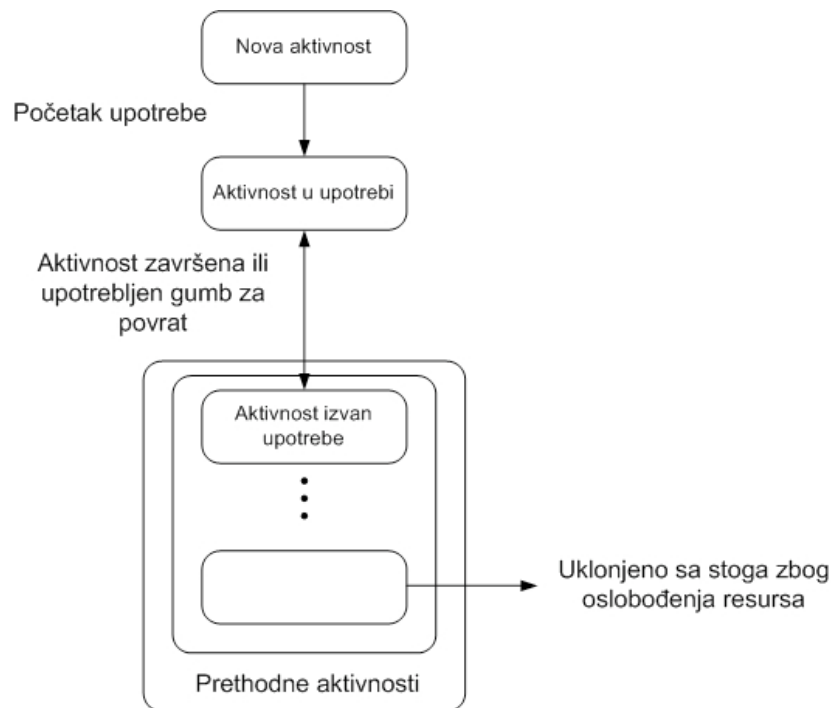 Nova aktivnost
Početak upotrebe
Aktivnost u upotrebi
Aktivnost završena ili
upotrebljen gumb za
povrat
Aktivnost izvan
upotrebe
Uklonjeno sa stoga zbog
oslobođenja resursa
Prethodne aktivnosti